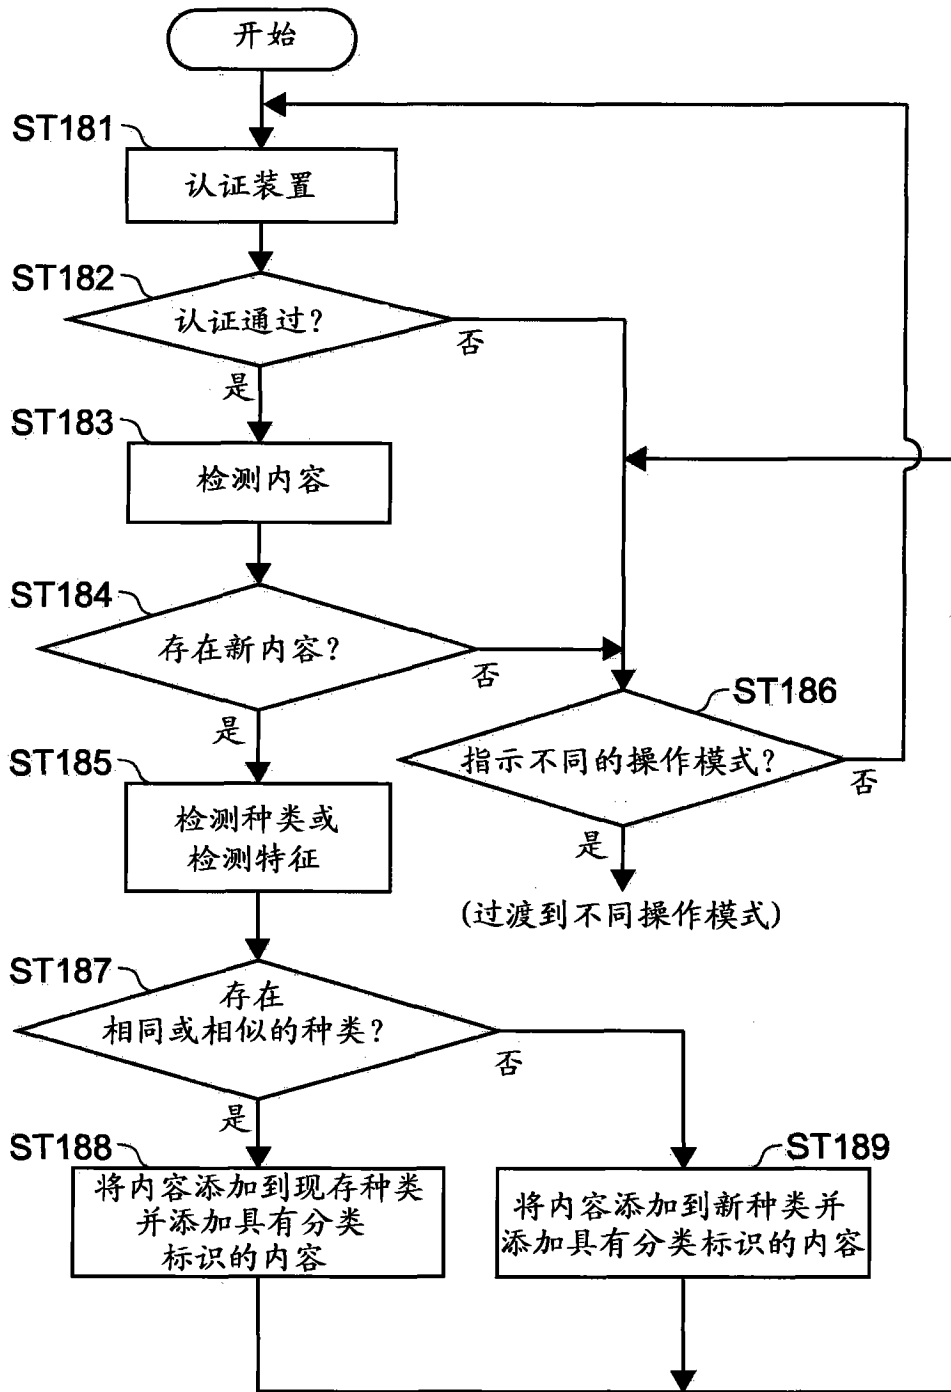 开始
ST181
认证装置
ST182
认证通过?
否
是
ST183
检测内容
ST184
存在新内容?
否
是
ST186
指示不同的操作模式?
否
是
(过渡到不同操作模式)
ST185
检测种类或
检测特征
ST187
存在
相同或相似的种类?
否
是
ST188
将内容添加到现存种类
并添加具有分类
标识的内容
ST189
将内容添加到新种类并
添加具有分类标识的内容